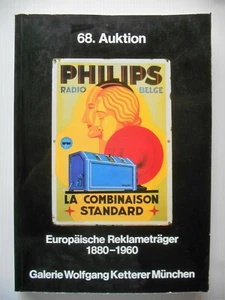 68. Auktion
PHILIPS
RADIO BELGE
LA COMBINAISON
STANDARD
Europäische Reklameträger
1880–1960
Galerie Wolfgang Ketterer München